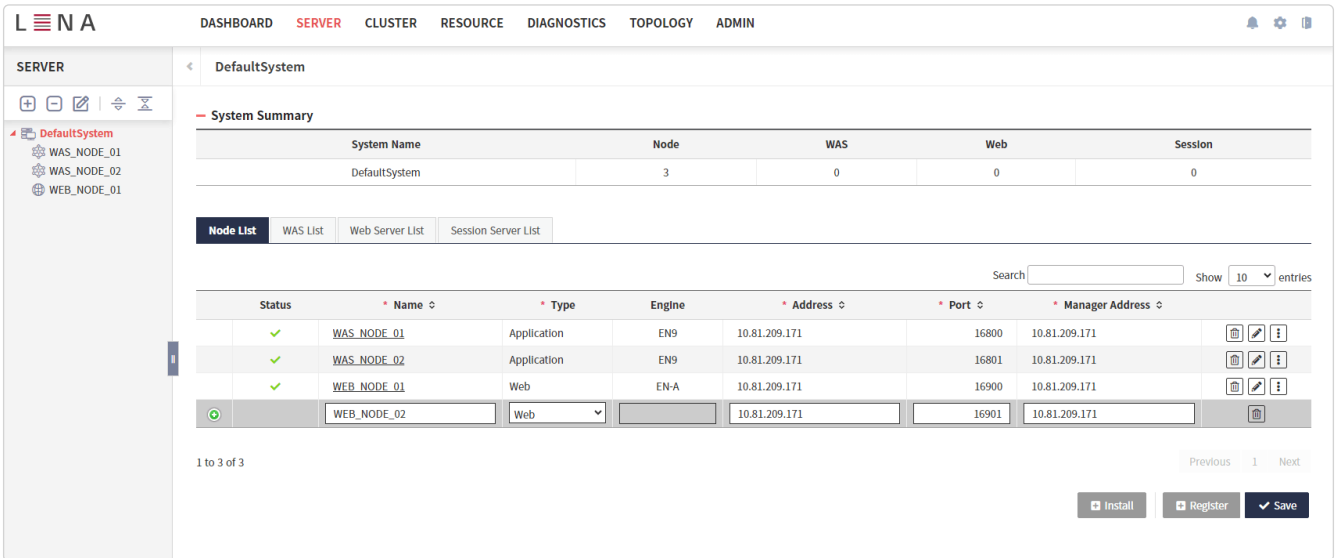 LENA
DASHBOARD SERVER CLUSTER RESOURCE DIAGNOSTICS TOPOLOGY ADMIN
SERVER
DefaultSystem
WAS_NODE_01
WAS_NODE_02
WEB_NODE_01
DefaultSystem
System Summary
System Name Node WAS Web Session
DefaultSystem 3 0 0 0
Node List WAS List Web Server List Session Server List
Search Show 10 entries
Status * Name * Type Engine * Address * Port * Manager Address
WAS_NODE_01 Application EN9 10.81.209.171 16800 10.81.209.171
WAS_NODE_02 Application EN9 10.81.209.171 16801 10.81.209.171
WEB_NODE_01 Web EN-A 10.81.209.171 16900 10.81.209.171
WEB_NODE_02 Web 10.81.209.171 16901 10.81.209.171
1 to 3 of 3
Previous 1 Next
Install Register Save